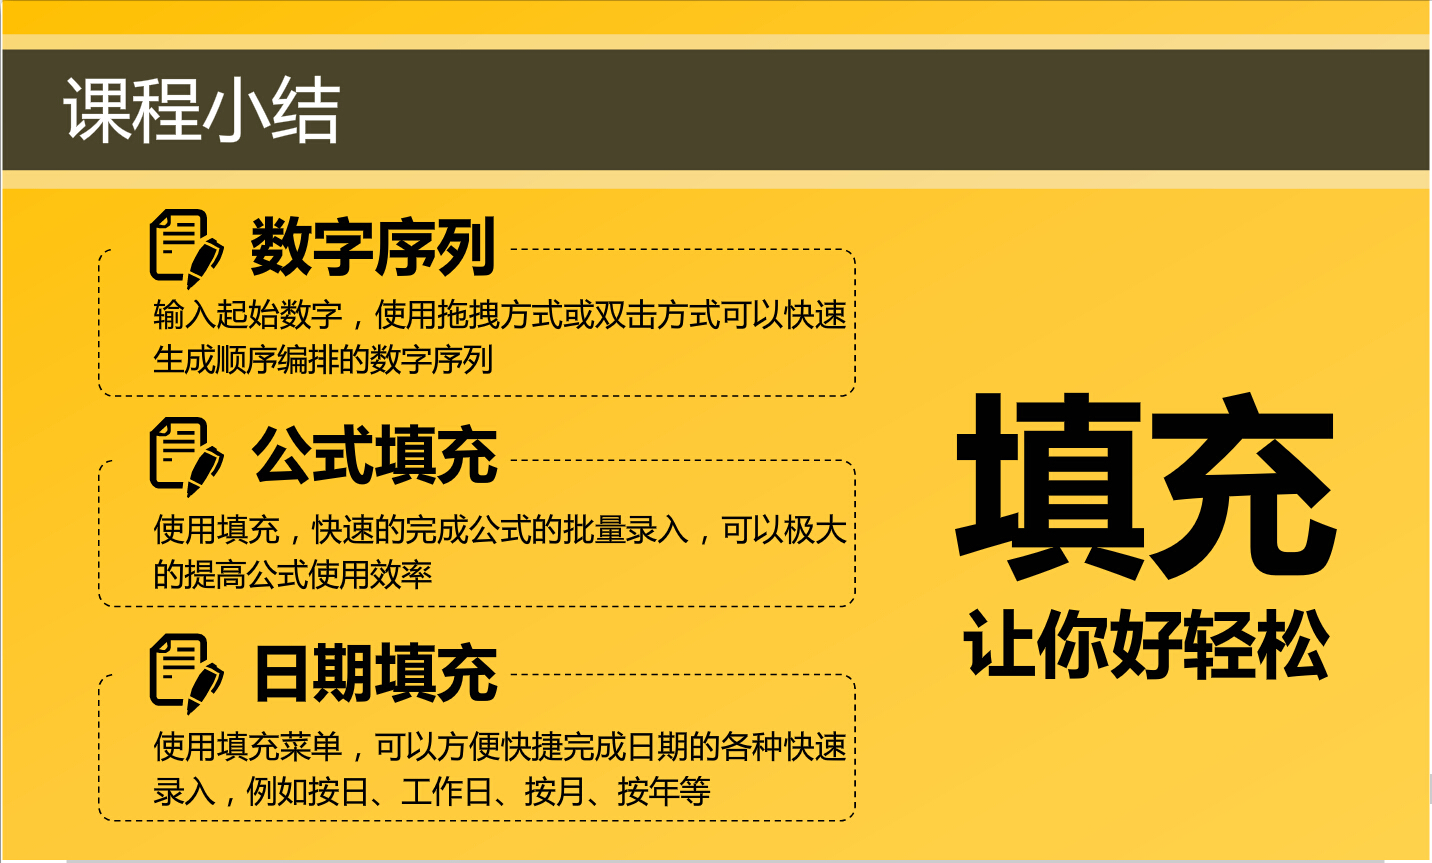 课程小结
数字序列
输入起始数字，使用拖拽方式或双击方式可以快速
生成顺序编排的数字序列
公式填充
使用填充，快速的完成公式的批量录入，可以极大
的提高公式使用效率
日期填充
使用填充菜单，可以方便快捷完成日期的各种快速
录入，例如按日、工作日、按月、按年等
填充
让你好轻松